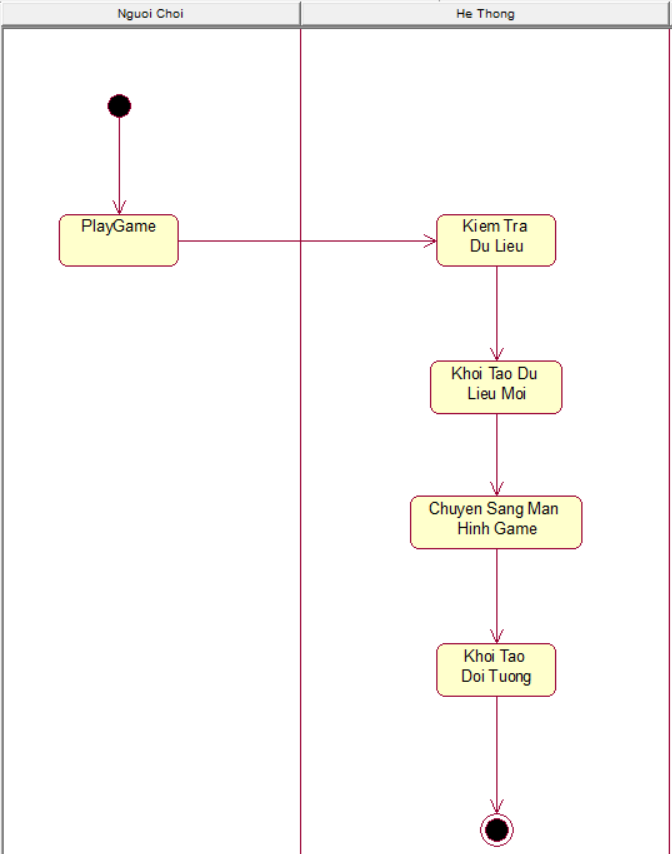 Nguoi Choi
He Thong
PlayGame
Kiem Tra
Du Lieu
Khoi Tao Du
Lieu Moi
Chuyen Sang Man
Hinh Game
Khoi Tao
Doi Tuong